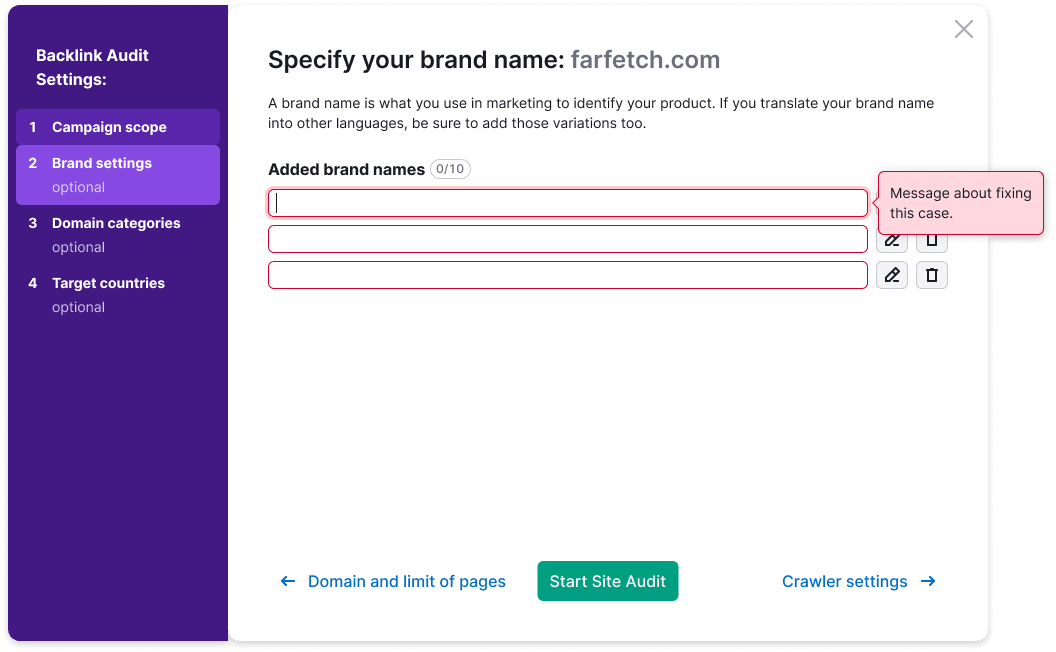 Backlink Audit
Settings:
1 Campaign scope
2 Brand settings
optional
3 Domain categories
optional
4 Target countries
optional
Specify your brand name: farfetch.com
A brand name is what you use in marketing to identify your product. If you translate your brand name
into other languages, be sure to add those variations too.
Added brand names 0/10
Message about fixing
this case.
← Domain and limit of pages
Start Site Audit
Crawler settings →